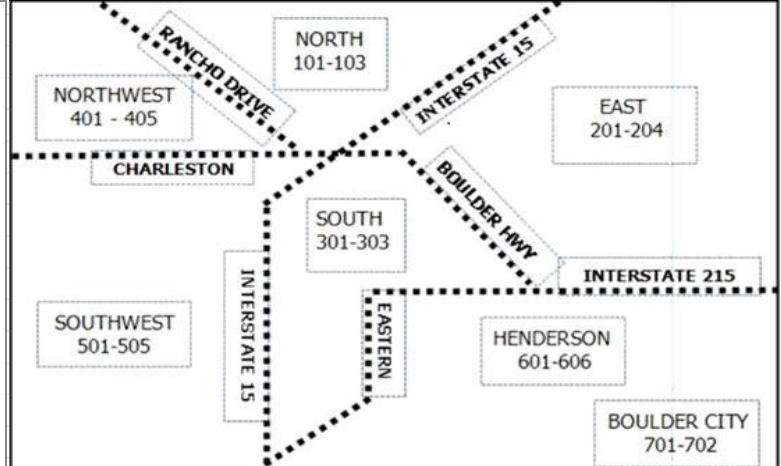 NORTH
101-103
RANCHO DRIVE
INTERSTATE 15
NORTHWEST
401 - 405
EAST
201-204
CHARLESTON
BOULDER HWY
SOUTH
301-303
INTERSTATE 215
INTERSTATE 15
EASTERN
SOUTHWEST
501-505
HENDERSON
601-606
BOULDER CITY
701-702